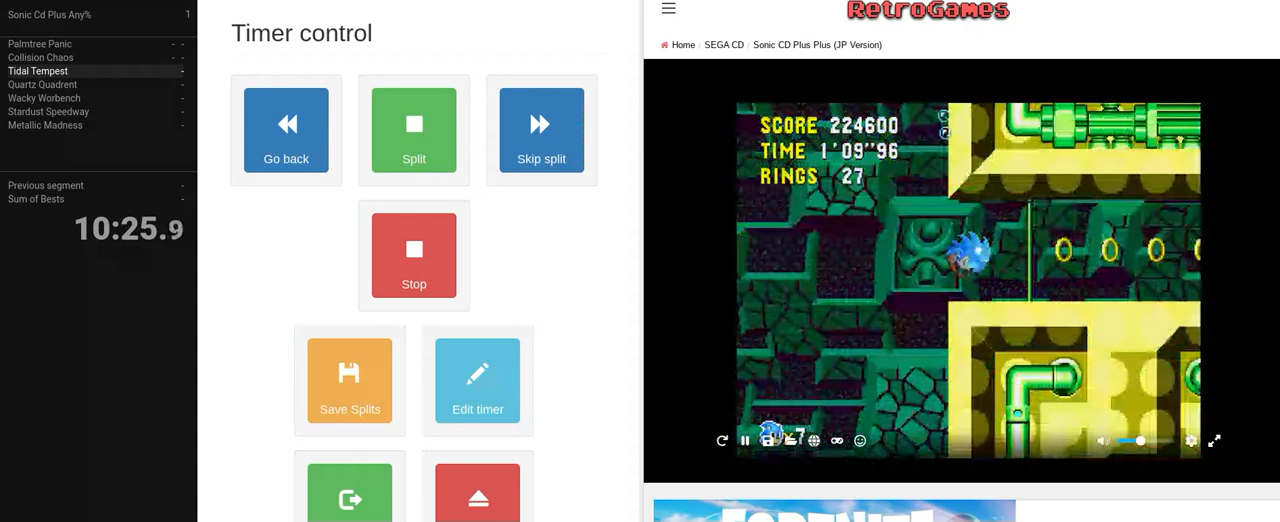 Sonic Cd Plus Any% 1
Palmtree Panic - -
Collision Chaos - -
Tidal Tempest -
Quartz Quadrent -
Wacky Worbench -
Stardust Speedway -
Metallic Madness -
Previous segment -
Sum of Bests -
10:25.9
Timer control
Go back
Split
Skip split
Stop
Save Splits
Edit timer
RetroGames
Home / SEGA CD / Sonic CD Plus Plus (JP Version)
SCORE 224600
TIME 1'09"96
RINGS 27
7